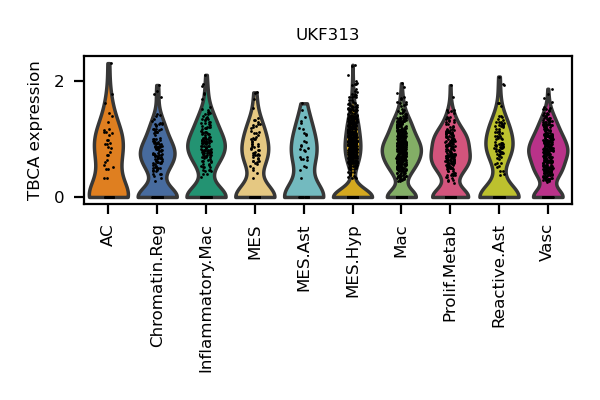 UKF313
TBCA expression
2
0
AC
Chromatin.Reg
Inflammatory.Mac
MES
MES.Ast
MES.Hyp
Mac
Prolif.Metab
Reactive.Ast
Vasc